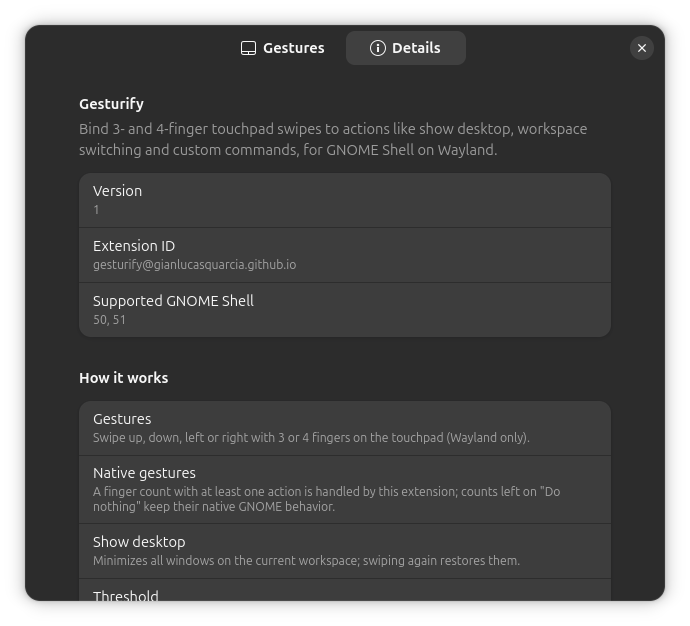 Gestures
Details
Gesturify
Bind 3- and 4-finger touchpad swipes to actions like show desktop, workspace
switching and custom commands, for GNOME Shell on Wayland.
Version
1
Extension ID
gesturify@gianlucasquarcia.github.io
Supported GNOME Shell
50, 51
How it works
Gestures
Swipe up, down, left or right with 3 or 4 fingers on the touchpad (Wayland only).
Native gestures
A finger count with at least one action is handled by this extension; counts left on "Do
nothing" keep their native GNOME behavior.
Show desktop
Minimizes all windows on the current workspace; swiping again restores them.
Threshold